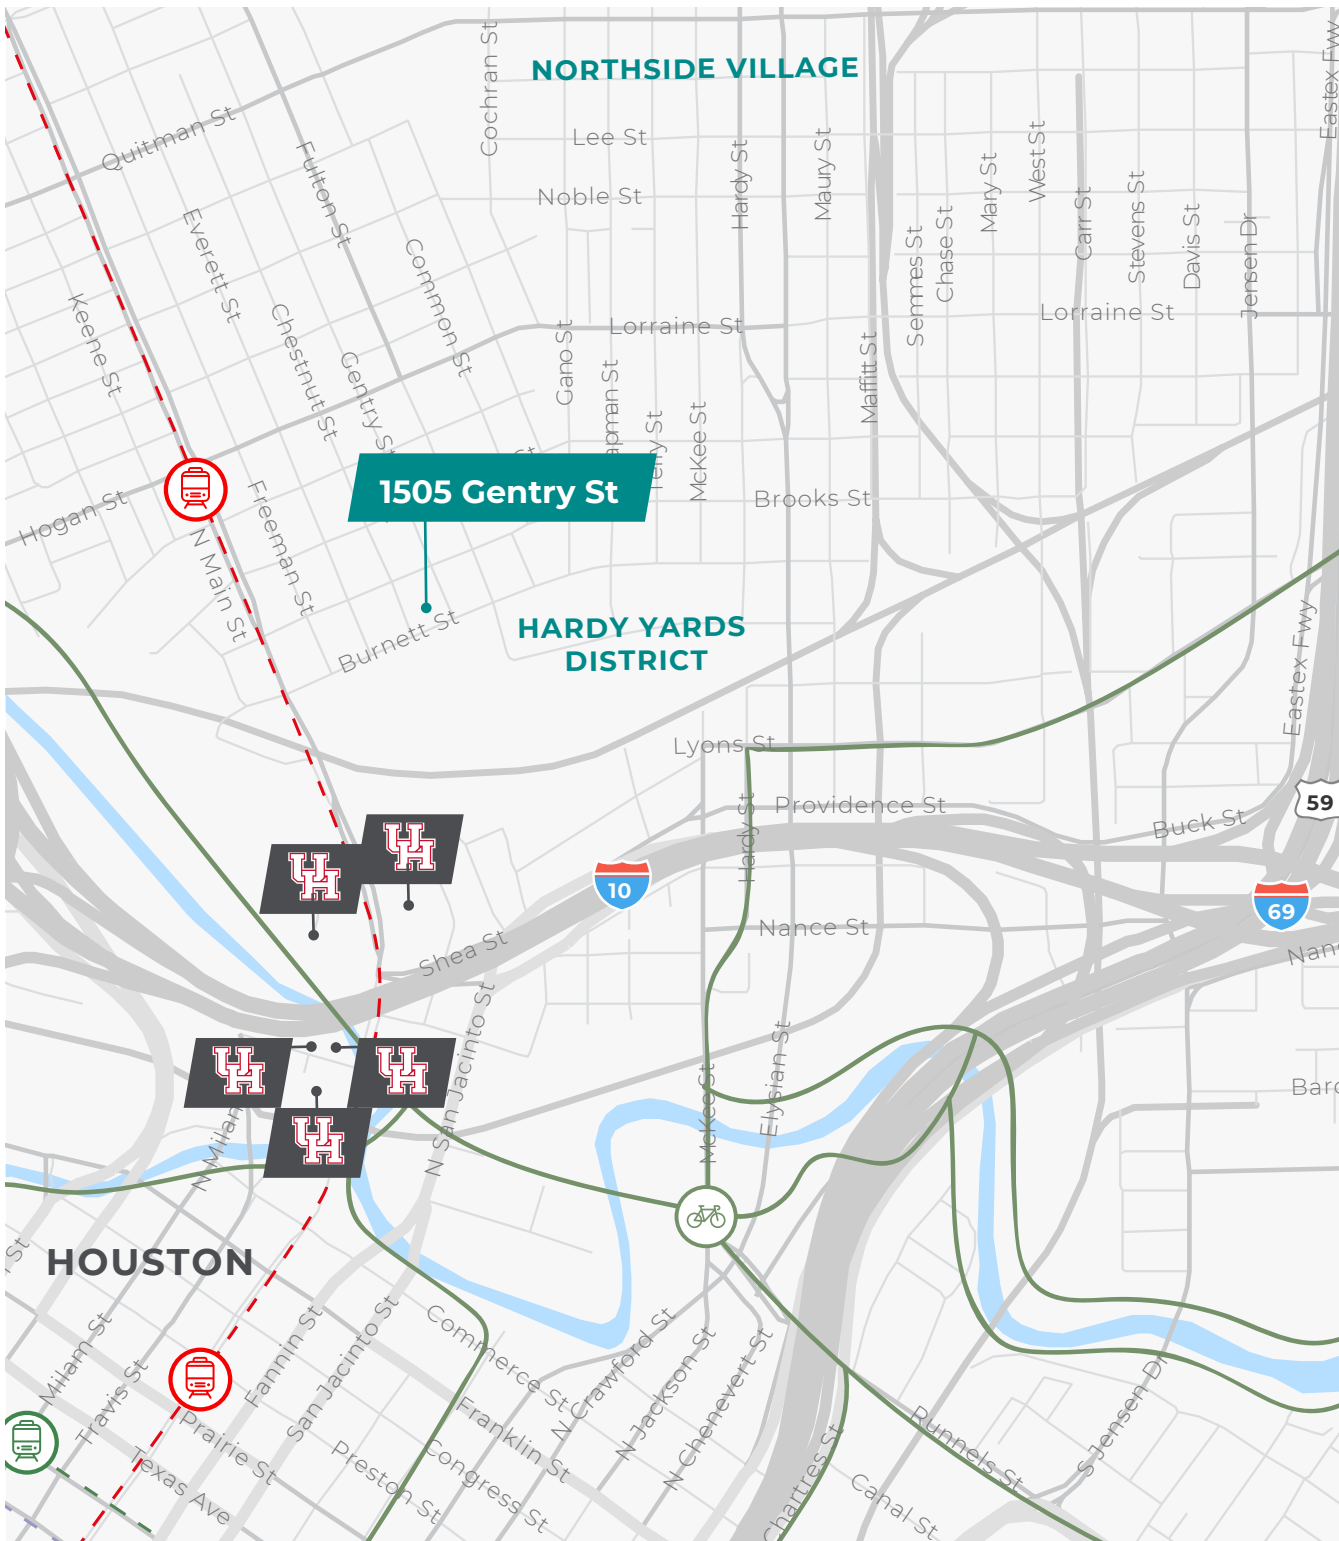 NORTHSIDE VILLAGE
Cochran St
Eastex Fwy
Quitman St
Lee St
Hardy St
Maury St
Mary St
West St
Fulton St
Noble St
Carr St
Stevens St
Davis St
Jensen Dr
Everett St
Common St
Semmes St
Chase St
Keene St
Chestnut St
Gano St
Lorraine St
Lorraine St
Gentry St
Maffitt St
McKee St
1505 Gentry St
Brooks St
Hogan St
Freeman St
N Main St
Burnett St
HARDY YARDS
DISTRICT
Eastex Fwy
Lyons St
Hardy St
Providence St
59
Buck St
UH
UH
10
69
Nance St
Shea St
N San Jacinto St
Elysian St
McKee St
UH
UH
UH
HOUSTON
Milam St
Travis St
Fannin St
San Jacinto St
Commerce St
N Crawford St
N Jackson St
N Chenevert St
Prairie St
Texas Ave
Preston St
Franklin St
Congress St
Chartres St
Canal St
Runnels St
S Jensen Dr